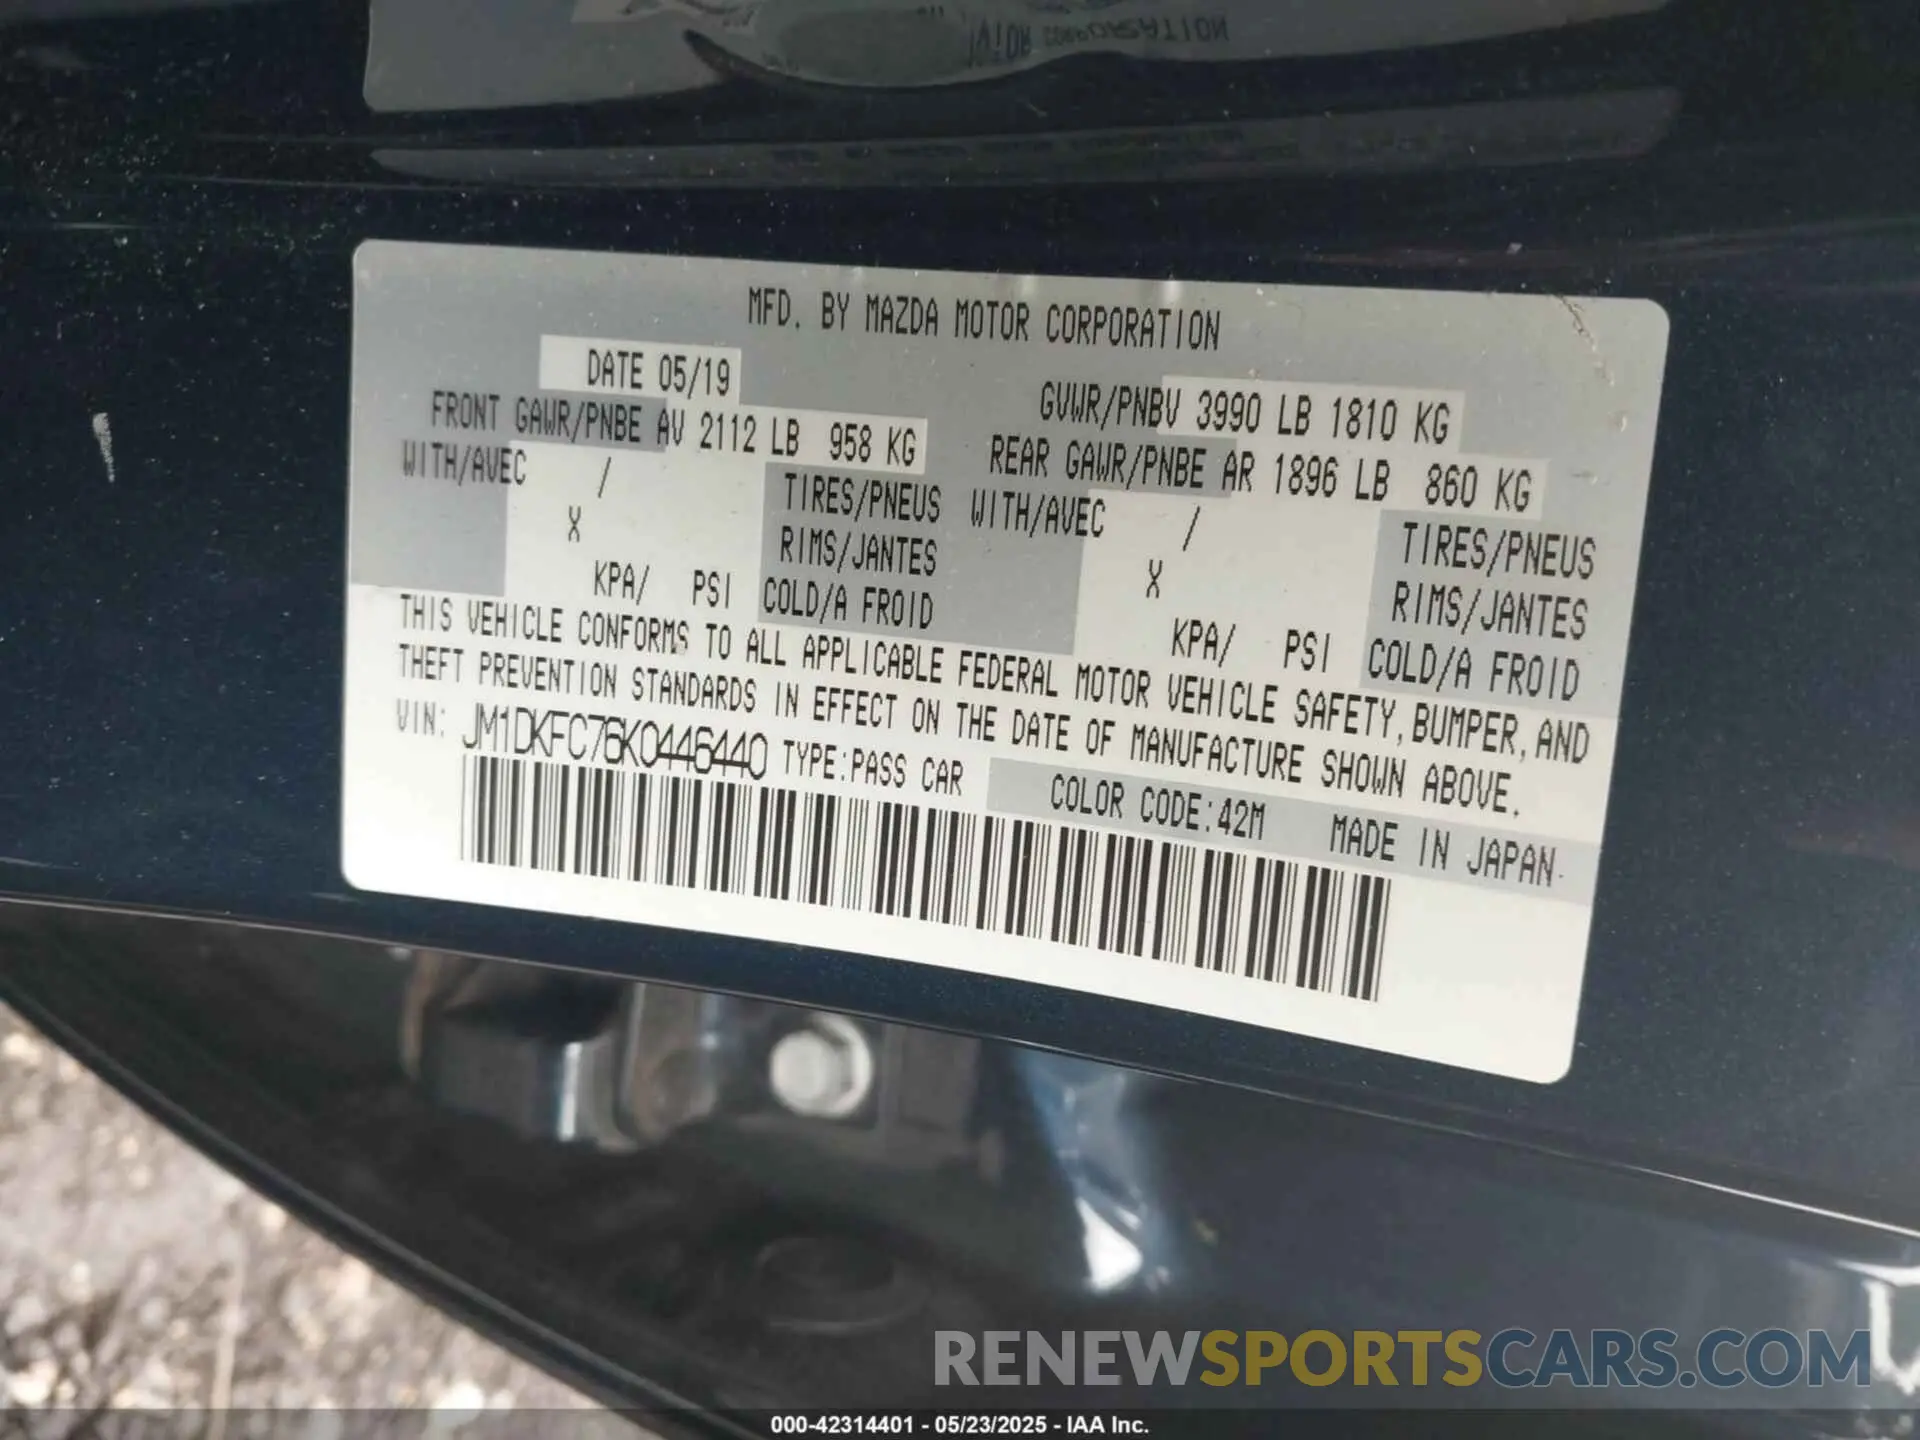 MFD. BY MAZDA MOTOR CORPORATION
DATE 05/19
GVWR/PNBV 3990 LB 1810 KG
FRONT GAWR/PNBE AV 2112 LB 958 KG
REAR GAWR/PNBE AR 1896 LB 860 KG
WITH/AVEC / TIRES/PNEUS
WITH/AVEC / TIRES/PNEUS
X RIMS/JANTES
X RIMS/JANTES
KPA/ PSI COLD/A FROID
KPA/ PSI COLD/A FROID
THIS VEHICLE CONFORMS TO ALL APPLICABLE FEDERAL MOTOR VEHICLE SAFETY, BUMPER, AND
THEFT PREVENTION STANDARDS IN EFFECT ON THE DATE OF MANUFACTURE SHOWN ABOVE.
VIN: JM1DKFC76K0446440 TYPE:PASS CAR
COLOR CODE:42M MADE IN JAPAN
RENEWSPORTSCARS.COM
000-42314401 - 05/23/2025 - IAA Inc.